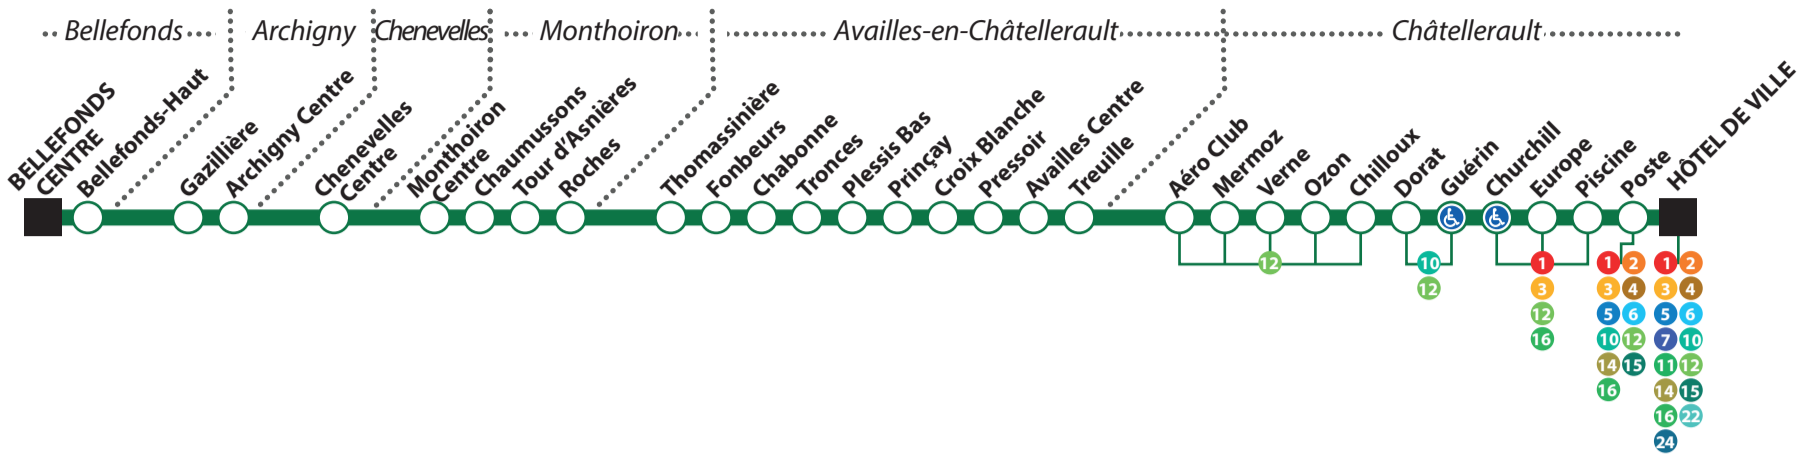 Bellefonds
Archigny
Chenevelles
Monthoiron
Availles-en-Châtellerault
Châtellerault
BELLEFONDS
CENTRE
Bellefonds-Haut
Gazillière
Archigny Centre
Chenevelles
Centre
Monthoiron
Centre
Chaumussons
Tour d'Asnières
Roches
Thomassinière
Fonbeurs
Chabonne
Tronces
Plessis Bas
Prinçay
Croix Blanche
Pressoir
Availles Centre
Treuille
Aéro Club
Mermoz
Verne
Ozon
Chilloux
Dorat
Guérin
Churchill
Europe
Piscine
Poste
HÔTEL DE VILLE
12
10
12
1
3
12
16
1 2
3 4
5 6
10 12
14 15
16
1 2
3 4
5 6
7 10
11 12
14 15
16 22
24